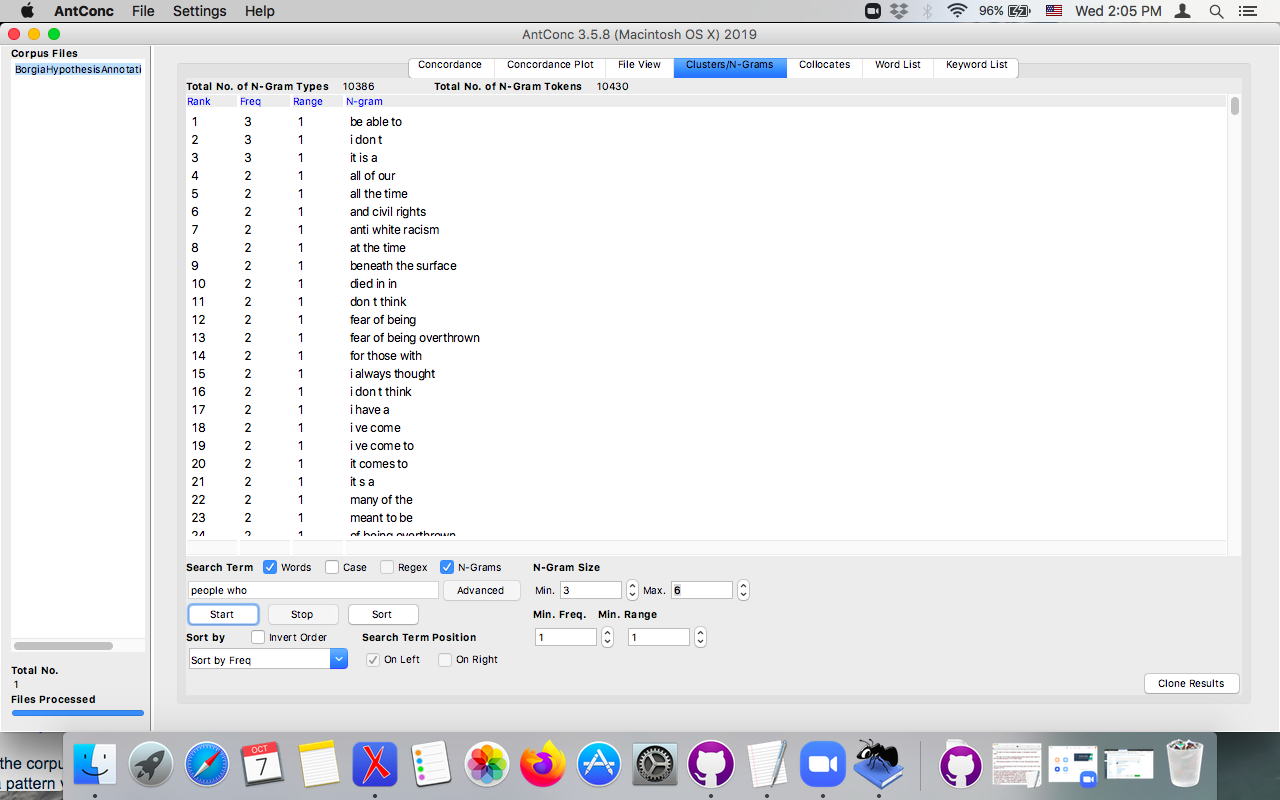 AntConc File Settings Help 96% Wed 2:05 PM
AntConc 3.5.8 (Macintosh OS X) 2019
Corpus Files
BorgiaHypothesisAnnotati
Concordance Concordance Plot File View Clusters/N-Grams Collocates Word List Keyword List
Total No. of N-Gram Types 10386 Total No. of N-Gram Tokens 10430
Rank Freq Range N-gram
1 3 1 be able to
2 3 1 i don t
3 3 1 it is a
4 2 1 all of our
5 2 1 all the time
6 2 1 and civil rights
7 2 1 anti white racism
8 2 1 at the time
9 2 1 beneath the surface
10 2 1 died in in
11 2 1 don t think
12 2 1 fear of being
13 2 1 fear of being overthrown
14 2 1 for those with
15 2 1 i always thought
16 2 1 i don t think
17 2 1 i have a
18 2 1 i ve come
19 2 1 i ve come to
20 2 1 it comes to
21 2 1 it s a
22 2 1 many of the
23 2 1 meant to be
24 2 1 of being overthrown
Search Term Words Case Regex N-Grams N-Gram Size
people who Advanced Min. 3 Max. 6
Start Stop Sort Min. Freq. Min. Range
Sort by Invert Order Search Term Position 1 1
Sort by Freq On Left On Right
Total No.
1
Files Processed
Clone Results
OCT
7
the corpu
pattern